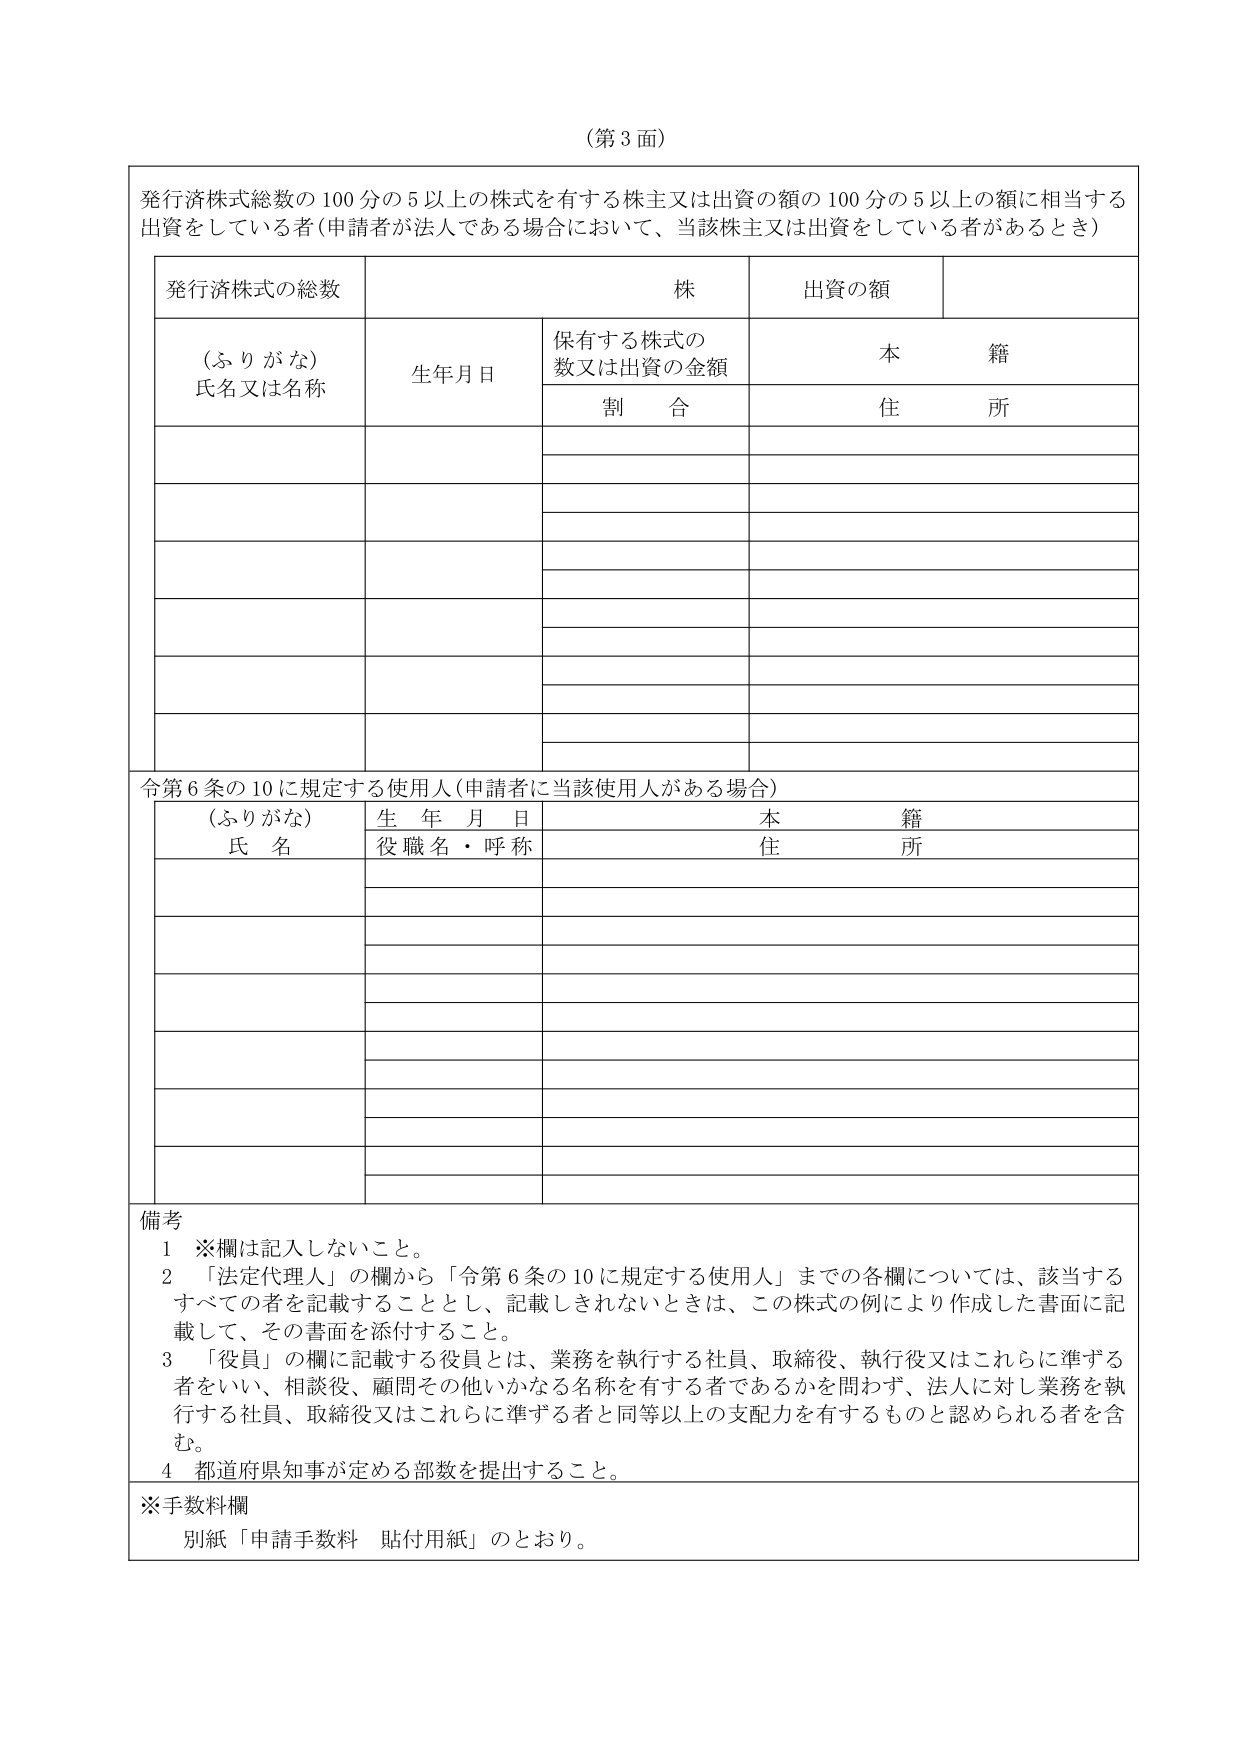 （第３面）
発行済株式総数の 100 分の５以上の株式を有する株主又は出資の額の 100 分の５以上の額に相当する
出資をしている者(申請者が法人である場合において、当該株主又は出資をしている者があるとき)
発行済株式の総数　株　出資の額
(ふりがな)
氏名又は名称
生年月日
保有する株式の
数又は出資の金額
本　籍
割　合
住　所
令第６条の 10 に規定する使用人(申請者に当該使用人がある場合)
(ふりがな)
氏　名
生　年　月　日
本　籍
役職名・呼称
住　所
備考
1　※欄は記入しないこと。
2　「法定代理人」の欄から「令第６条の 10 に規定する使用人」までの各欄については、該当する
すべての者を記載することとし、記載しきれないときは、この株式の例により作成した書面に記
載して、その書面を添付すること。
3　「役員」の欄に記載する役員とは、業務を執行する社員、取締役、執行役又はこれらに準ずる
者をいい、相談役、顧問その他いかなる名称を有する者であるかを問わず、法人に対し業務を執
行する社員、取締役又はこれらに準ずる者と同等以上の支配力を有するものと認められる者を含
む。
4　都道府県知事が定める部数を提出すること。
※手数料欄
別紙「申請手数料　貼付用紙」のとおり。